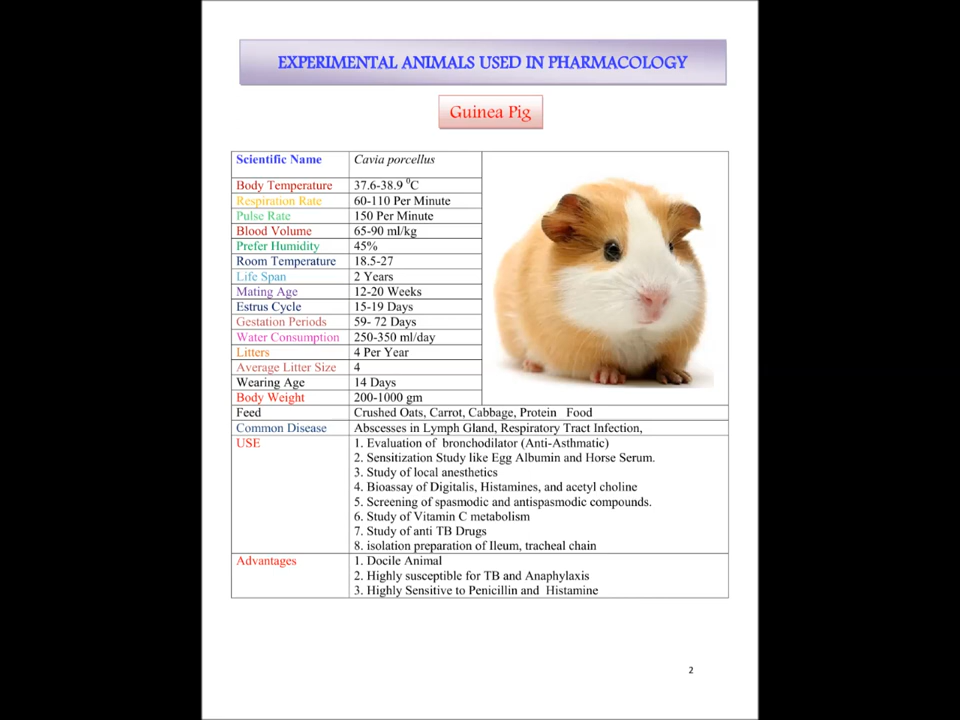 EXPERIMENTAL ANIMALS USED IN PHARMACOLOGY
Guinea Pig
Scientific Name Cavia porcellus
Body Temperature 37.6-38.9 ⁰C
Respiration Rate 60-110 Per Minute
Pulse Rate 150 Per Minute
Blood Volume 65-90 ml/kg
Prefer Humidity 45%
Room Temperature 18.5-27
Life Span 2 Years
Mating Age 12-20 Weeks
Estrus Cycle 15-19 Days
Gestation Periods 59- 72 Days
Water Consumption 250-350 ml/day
Litters 4 Per Year
Average Litter Size 4
Wearing Age 14 Days
Body Weight 200-1000 gm
Feed Crushed Oats, Carrot, Cabbage, Protein Food
Common Disease Abscesses in Lymph Gland, Respiratory Tract Infection,
USE 1. Evaluation of bronchodilator (Anti-Asthmatic)
2. Sensitization Study like Egg Albumin and Horse Serum.
3. Study of local anesthetics
4. Bioassay of Digitalis, Histamines, and acetyl choline
5. Screening of spasmodic and antispasmodic compounds.
6. Study of Vitamin C metabolism
7. Study of anti TB Drugs
8. isolation preparation of Ileum, tracheal chain
Advantages 1. Docile Animal
2. Highly susceptible for TB and Anaphylaxis
3. Highly Sensitive to Penicillin and Histamine
2